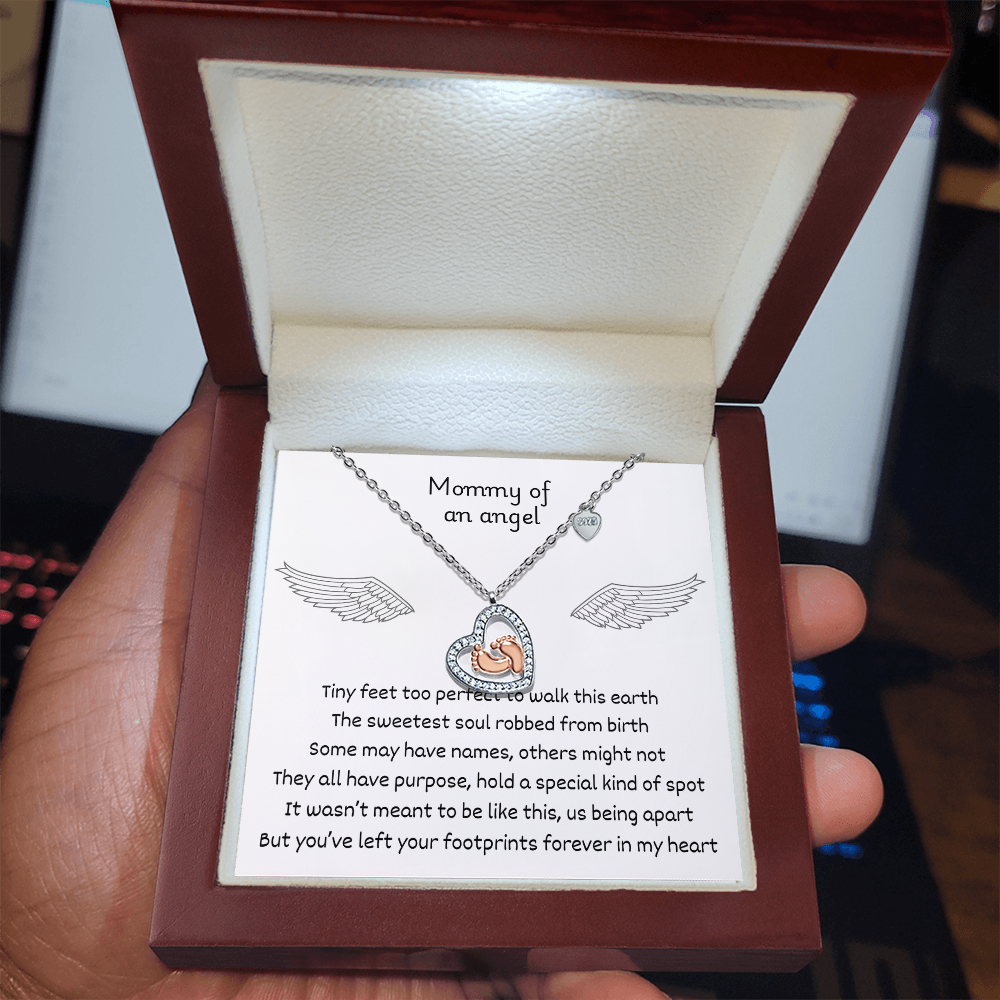 Mommy of
an angel
Tiny feet too perfect to walk this earth
The sweetest soul robbed from birth
Some may have names, others might not
They all have purpose, hold a special kind of spot
It wasn't meant to be like this, us being apart
But you've left your footprints forever in my heart